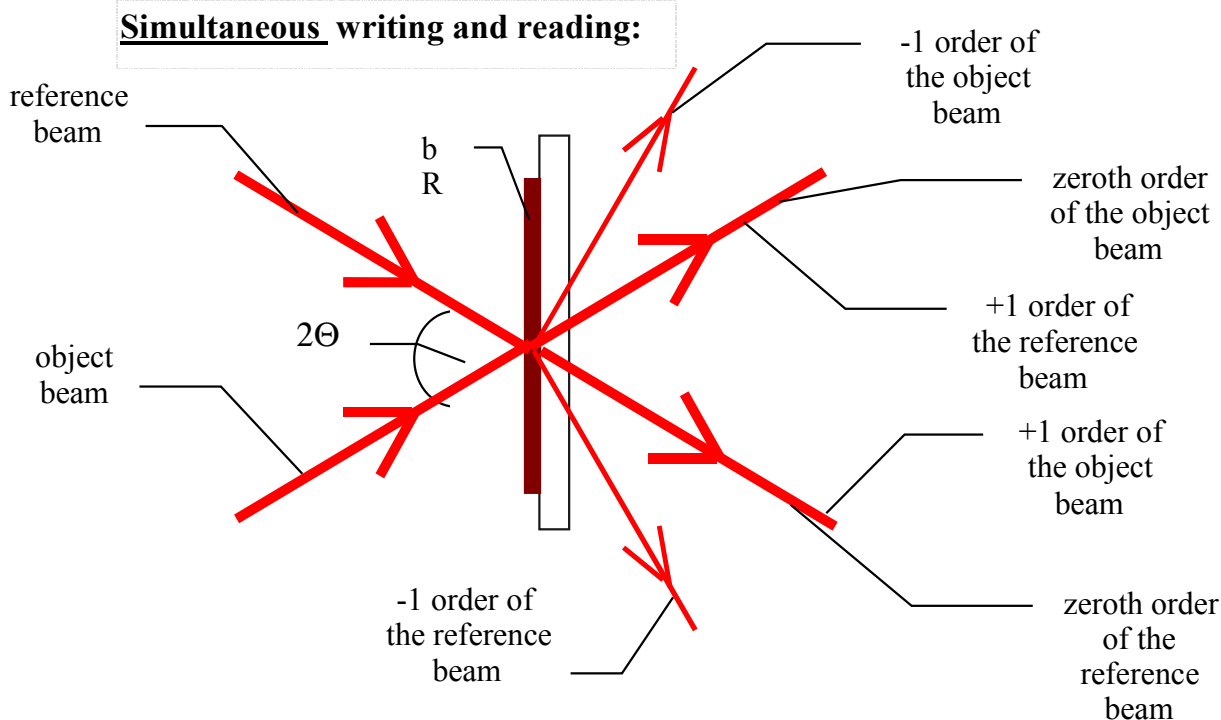 Simultaneous writing and reading:
reference
beam
b
R
2Θ
object
beam
-1 order of
the object
beam
zeroth order
of the object
beam
+1 order of
the reference
beam
+1 order of
the object
beam
-1 order of
the reference
beam
zeroth order
of the
reference
beam